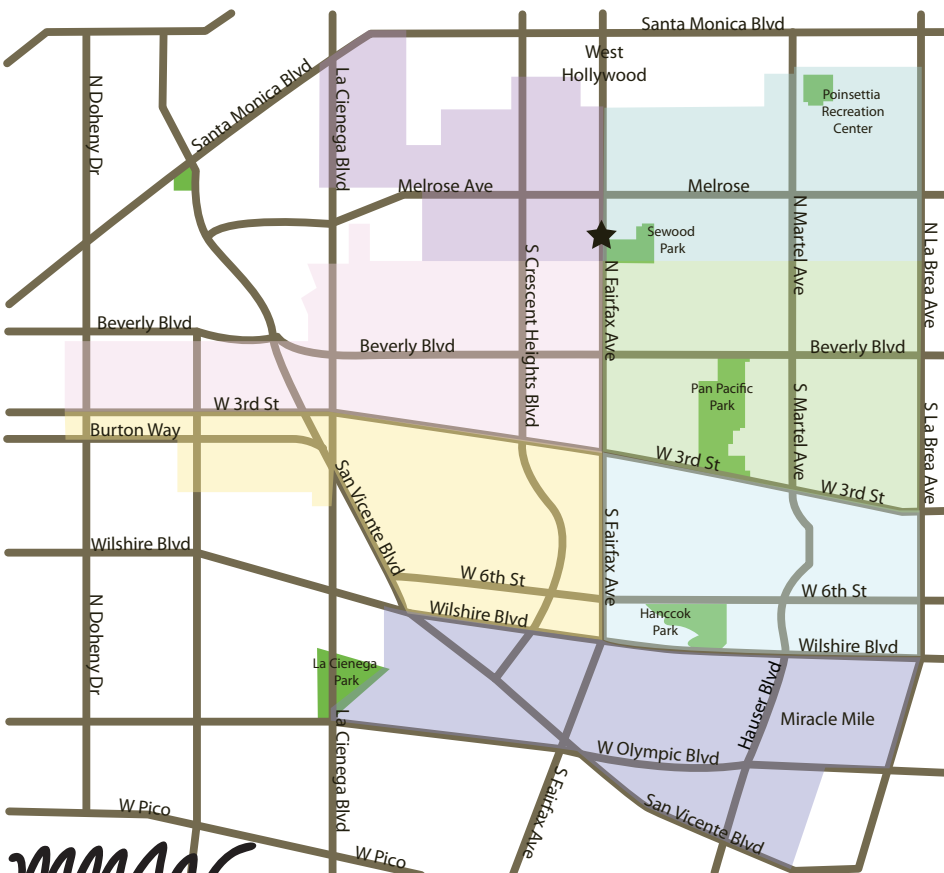 Santa Monica Blvd
West
Hollywood
Santa Monica Blvd
La Cienega Blvd
N Doheny Dr
Poinsettia
Recreation
Center
Melrose Ave
Melrose
N Martel Ave
Sewood
Park
N La Brea Ave
S Crescent Heights Blvd
N Fairfax Ave
Beverly Blvd
Beverly Blvd
Beverly Blvd
Pan Pacific
Park
S Martel Ave
S La Brea Ave
W 3rd St
Burton Way
W 3rd St
W 3rd St
San Vicente Blvd
S Fairfax Ave
Wilshire Blvd
W 6th St
W 6th St
N Doheny Dr
Wilshire Blvd
Hanccok
Park
Wilshire Blvd
La Cienega
Park
Hauser Blvd
Miracle Mile
La Cienega Blvd
W Olympic Blvd
S Fairfax Ave
San Vicente Blvd
W Pico
W Pico